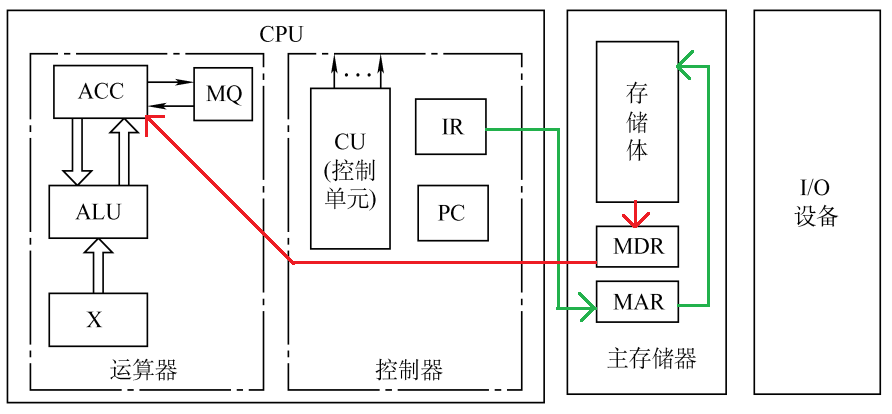 CPU
ACC
MQ
ALU
X
运算器
...
CU
(控制
单元)
IR
PC
控制器
存
储
体
MDR
MAR
主存储器
I/O
设备